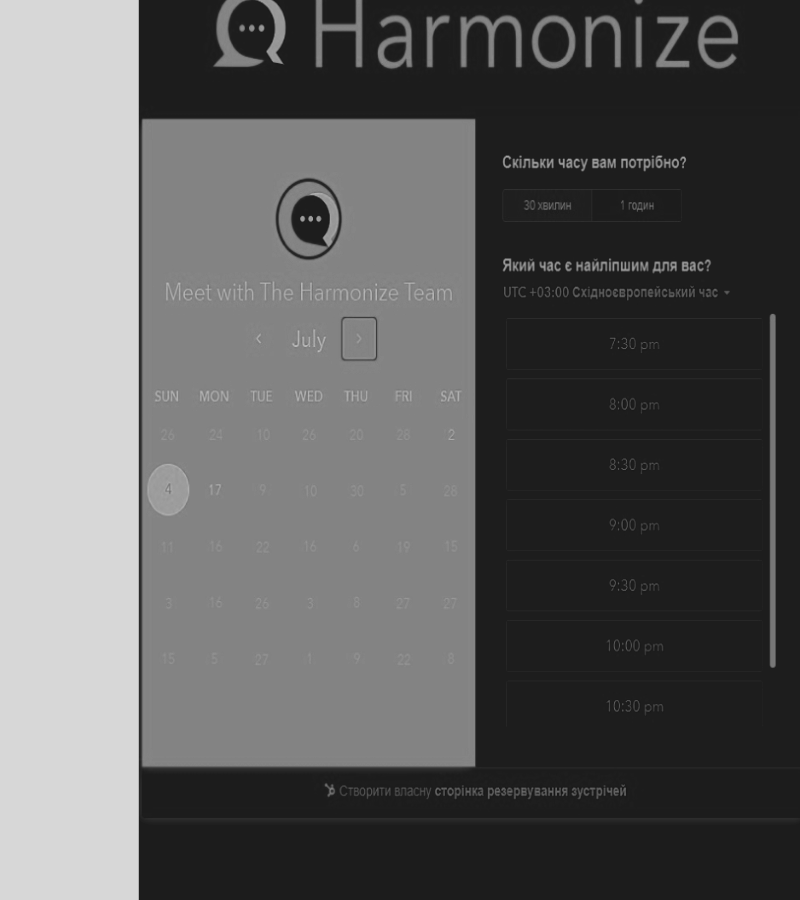 Harmonize
Meet with The Harmonize Team
July
SUN MON TUE WED THU FRI SAT
26 24 10 26 20 28 2
4 17 9 10 30 5 28
11 16 22 16 6 19 15
3 16 26 3 8 27 27
15 5 27 1 9 22 8
Скільки часу вам потрібно?
30 хвилин 1 годин
Який час є найліпшим для вас?
UTC +03:00 Східноєвропейський час
7:30 pm
8:00 pm
8:30 pm
9:00 pm
9:30 pm
10:00 pm
10:30 pm
Створити власну сторінка резервування зустрічей